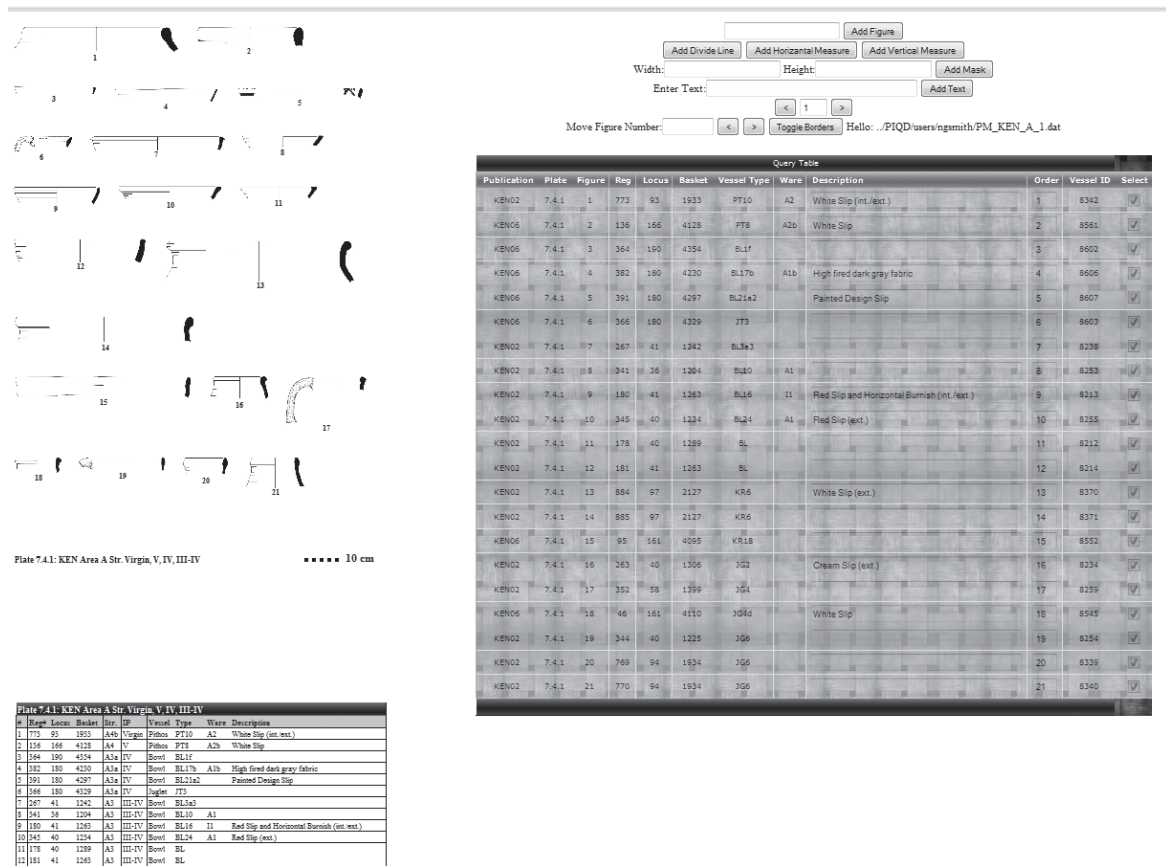 1
2
3
4
5
6
7
8
9
10
11
12
13
14
15
16
17
18
19
20
21
Plate 7.4.1: KEN Area A Str. Virgin, V, IV, III-IV
10 cm
Plate 7.4.1: KEN Area A Str. Virgin, V, IV, III-IV
# Reg# Locus Basket Str. IP Vessel Type Ware Description
1 773 93 1933 A4b Virgin Pithos PT10 A2 White Slip (int./ext.)
2 136 166 4128 A4 V Pithos PT8 A2b White Slip
3 364 190 4354 A3a IV Bowl BL1f
4 382 180 4230 A3a IV Bowl BL17b A1b High fired dark gray fabric
5 391 180 4297 A3a IV Bowl BL21a2 Painted Design Slip
6 366 180 4329 A3a IV Juglet JT3
7 267 41 1242 A3 III-IV Bowl BL3a3
8 341 36 1204 A3 III-IV Bowl BL10 A1
9 180 41 1263 A3 III-IV Bowl BL16 I1 Red Slip and Horizontal Burnish (int./ext.)
10 345 40 1234 A3 III-IV Bowl BL24 A1 Red Slip (ext.)
11 178 40 1289 A3 III-IV Bowl BL
12 181 41 1263 A3 III-IV Bowl BL
Add Figure
Add Divide Line Add Horizantal Measure Add Vertical Measure
Width: Height: Add Mask
Enter Text: Add Text
< 1 >
Move Figure Number: < > Toggle Borders Hello: ../PIQD/users/ngsmith/PM_KEN_A_1.dat
Query Table
Publication Plate Figure Reg Locus Basket Vessel Type Ware Description Order Vessel ID Select
KEN02 7.4.1 1 773 93 1933 PT10 A2 White Slip (int./ext.) 1 8342
KEN06 7.4.1 2 136 166 4128 PT8 A2b White Slip 2 8561
KEN06 7.4.1 3 364 190 4354 BL1f 3 8602
KEN06 7.4.1 4 382 180 4230 BL17b A1b High fired dark gray fabric 4 8606
KEN06 7.4.1 5 391 180 4297 BL21a2 Painted Design Slip 5 8607
KEN06 7.4.1 6 366 180 4329 JT3 6 8603
KEN02 7.4.1 7 267 41 1242 BL3a3 7 8238
KEN02 7.4.1 8 341 36 1204 BL10 A1 8 8253
KEN02 7.4.1 9 180 41 1263 BL16 I1 Red Slip and Horizontal Burnish (int./ext.) 9 8213
KEN02 7.4.1 10 345 40 1234 BL24 A1 Red Slip (ext.) 10 8255
KEN02 7.4.1 11 178 40 1289 BL 11 8212
KEN02 7.4.1 12 181 41 1263 BL 12 8214
KEN02 7.4.1 13 884 97 2127 KR6 White Slip (ext.) 13 8370
KEN02 7.4.1 14 885 97 2127 KR6 14 8371
KEN06 7.4.1 15 95 161 4095 KR18 15 8552
KEN02 7.4.1 16 263 40 1306 JG2 Cream Slip (ext.) 16 8234
KEN02 7.4.1 17 352 58 1399 JG4 17 8259
KEN06 7.4.1 18 46 161 4110 JG4d White Slip 18 8545
KEN02 7.4.1 19 344 40 1225 JG6 19 8254
KEN02 7.4.1 20 769 94 1934 JG6 20 8339
KEN02 7.4.1 21 770 94 1934 JG6 21 8340